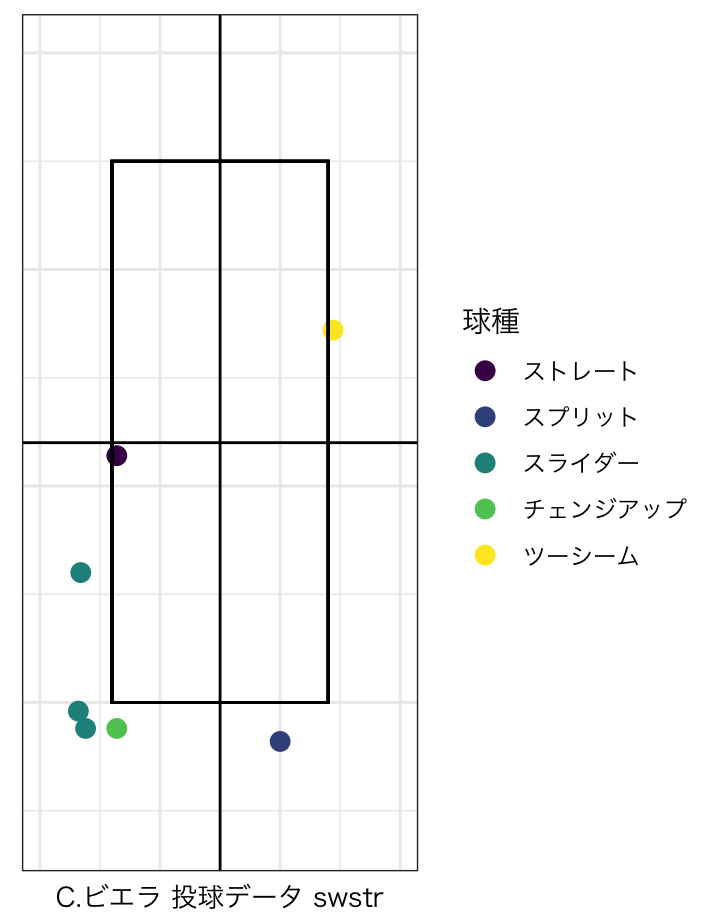 球種
ストレート
スプリット
スライダー
チェンジアップ
ツーシーム
C.ビエラ 投球データ swstr